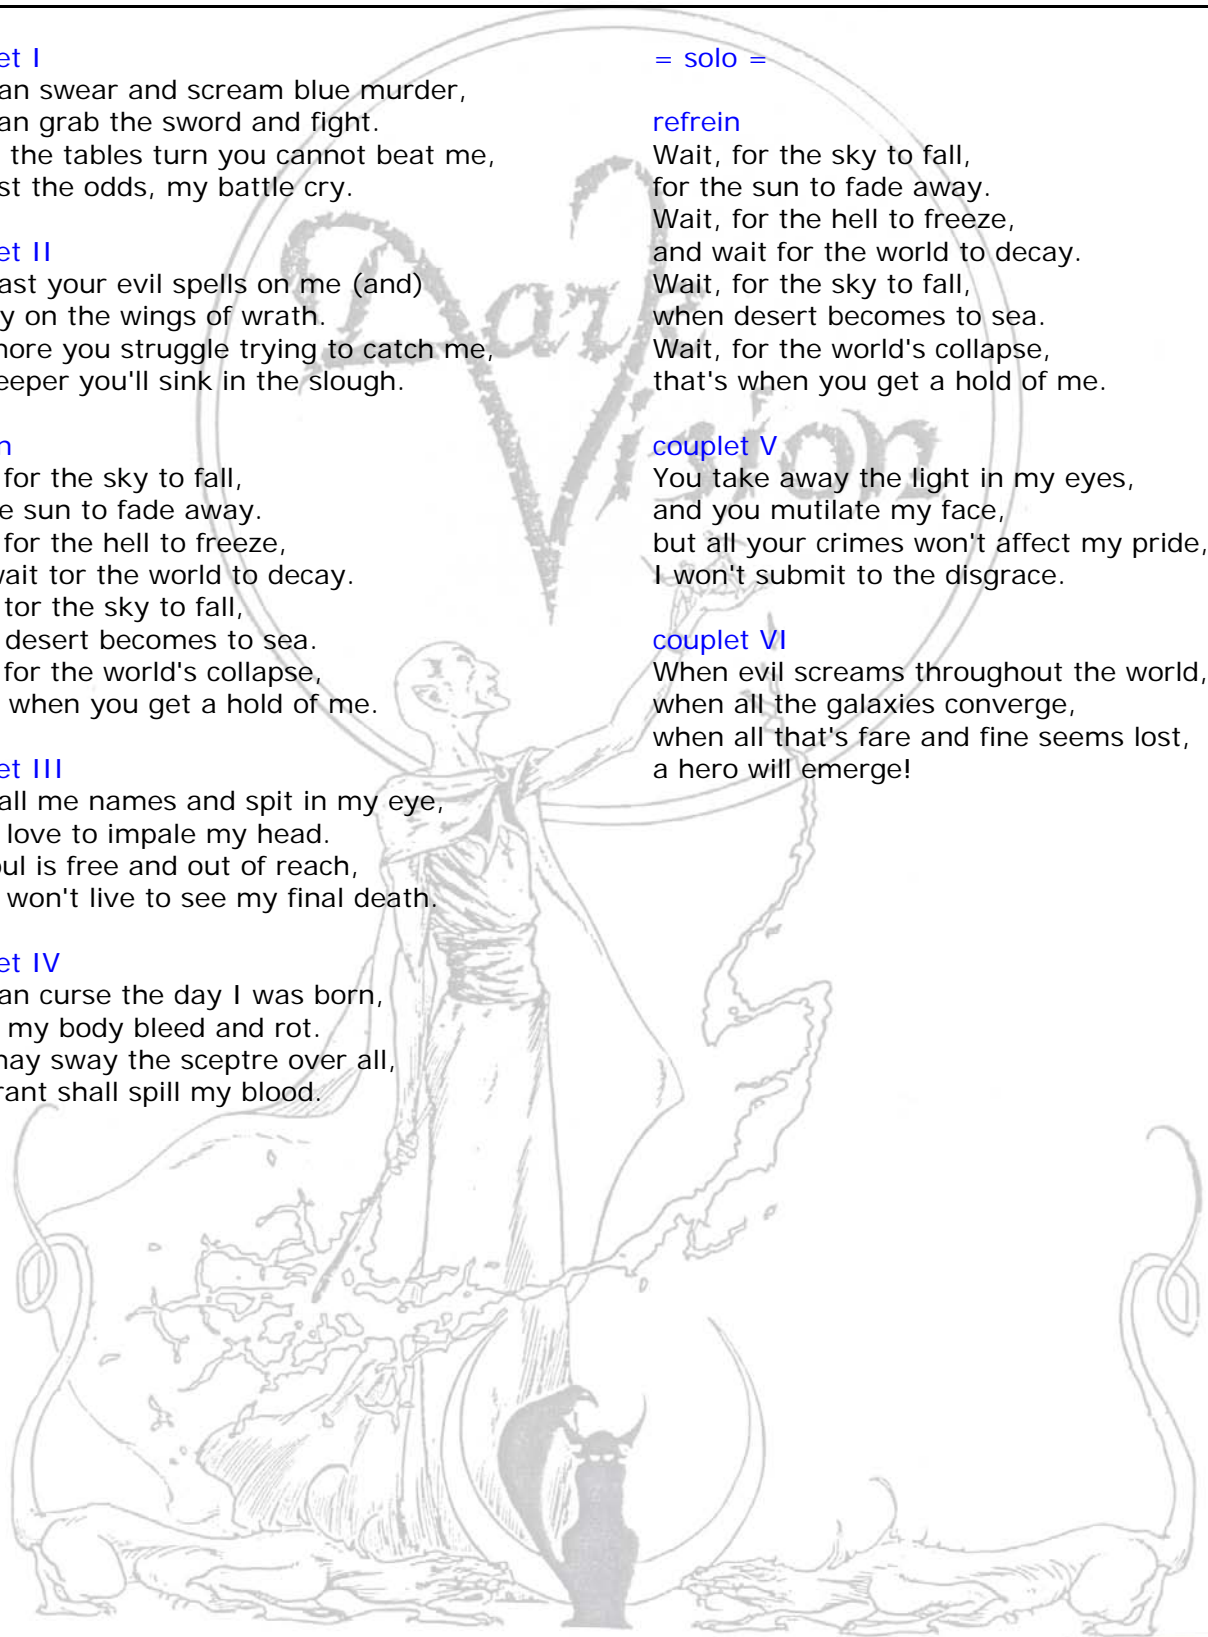 et I
an swear and scream blue murder,
an grab the sword and fight.
the tables turn you cannot beat me,
st the odds, my battle cry.
et II
ast your evil spells on me (and)
y on the wings of wrath.
nore you struggle trying to catch me,
eeper you'll sink in the slough.
n
for the sky to fall,
e sun to fade away.
for the hell to freeze,
wait tor the world to decay.
tor the sky to fall,
desert becomes to sea.
for the world's collapse,
when you get a hold of me.
et III
all me names and spit in my eye,
love to impale my head.
oul is free and out of reach,
won't live to see my final death.
et IV
an curse the day I was born,
my body bleed and rot.
nay sway the sceptre over all,
rant shall spill my blood.
= solo =
refrein
Wait, for the sky to fall,
for the sun to fade away.
Wait, for the hell to freeze,
and wait for the world to decay.
Wait, for the sky to fall,
when desert becomes to sea.
Wait, for the world's collapse,
that's when you get a hold of me.
couplet V
You take away the light in my eyes,
and you mutilate my face,
but all your crimes won't affect my pride,
I won't submit to the disgrace.
couplet VI
When evil screams throughout the world,
when all the galaxies converge,
when all that's fare and fine seems lost,
a hero will emerge!
Dark
Vision